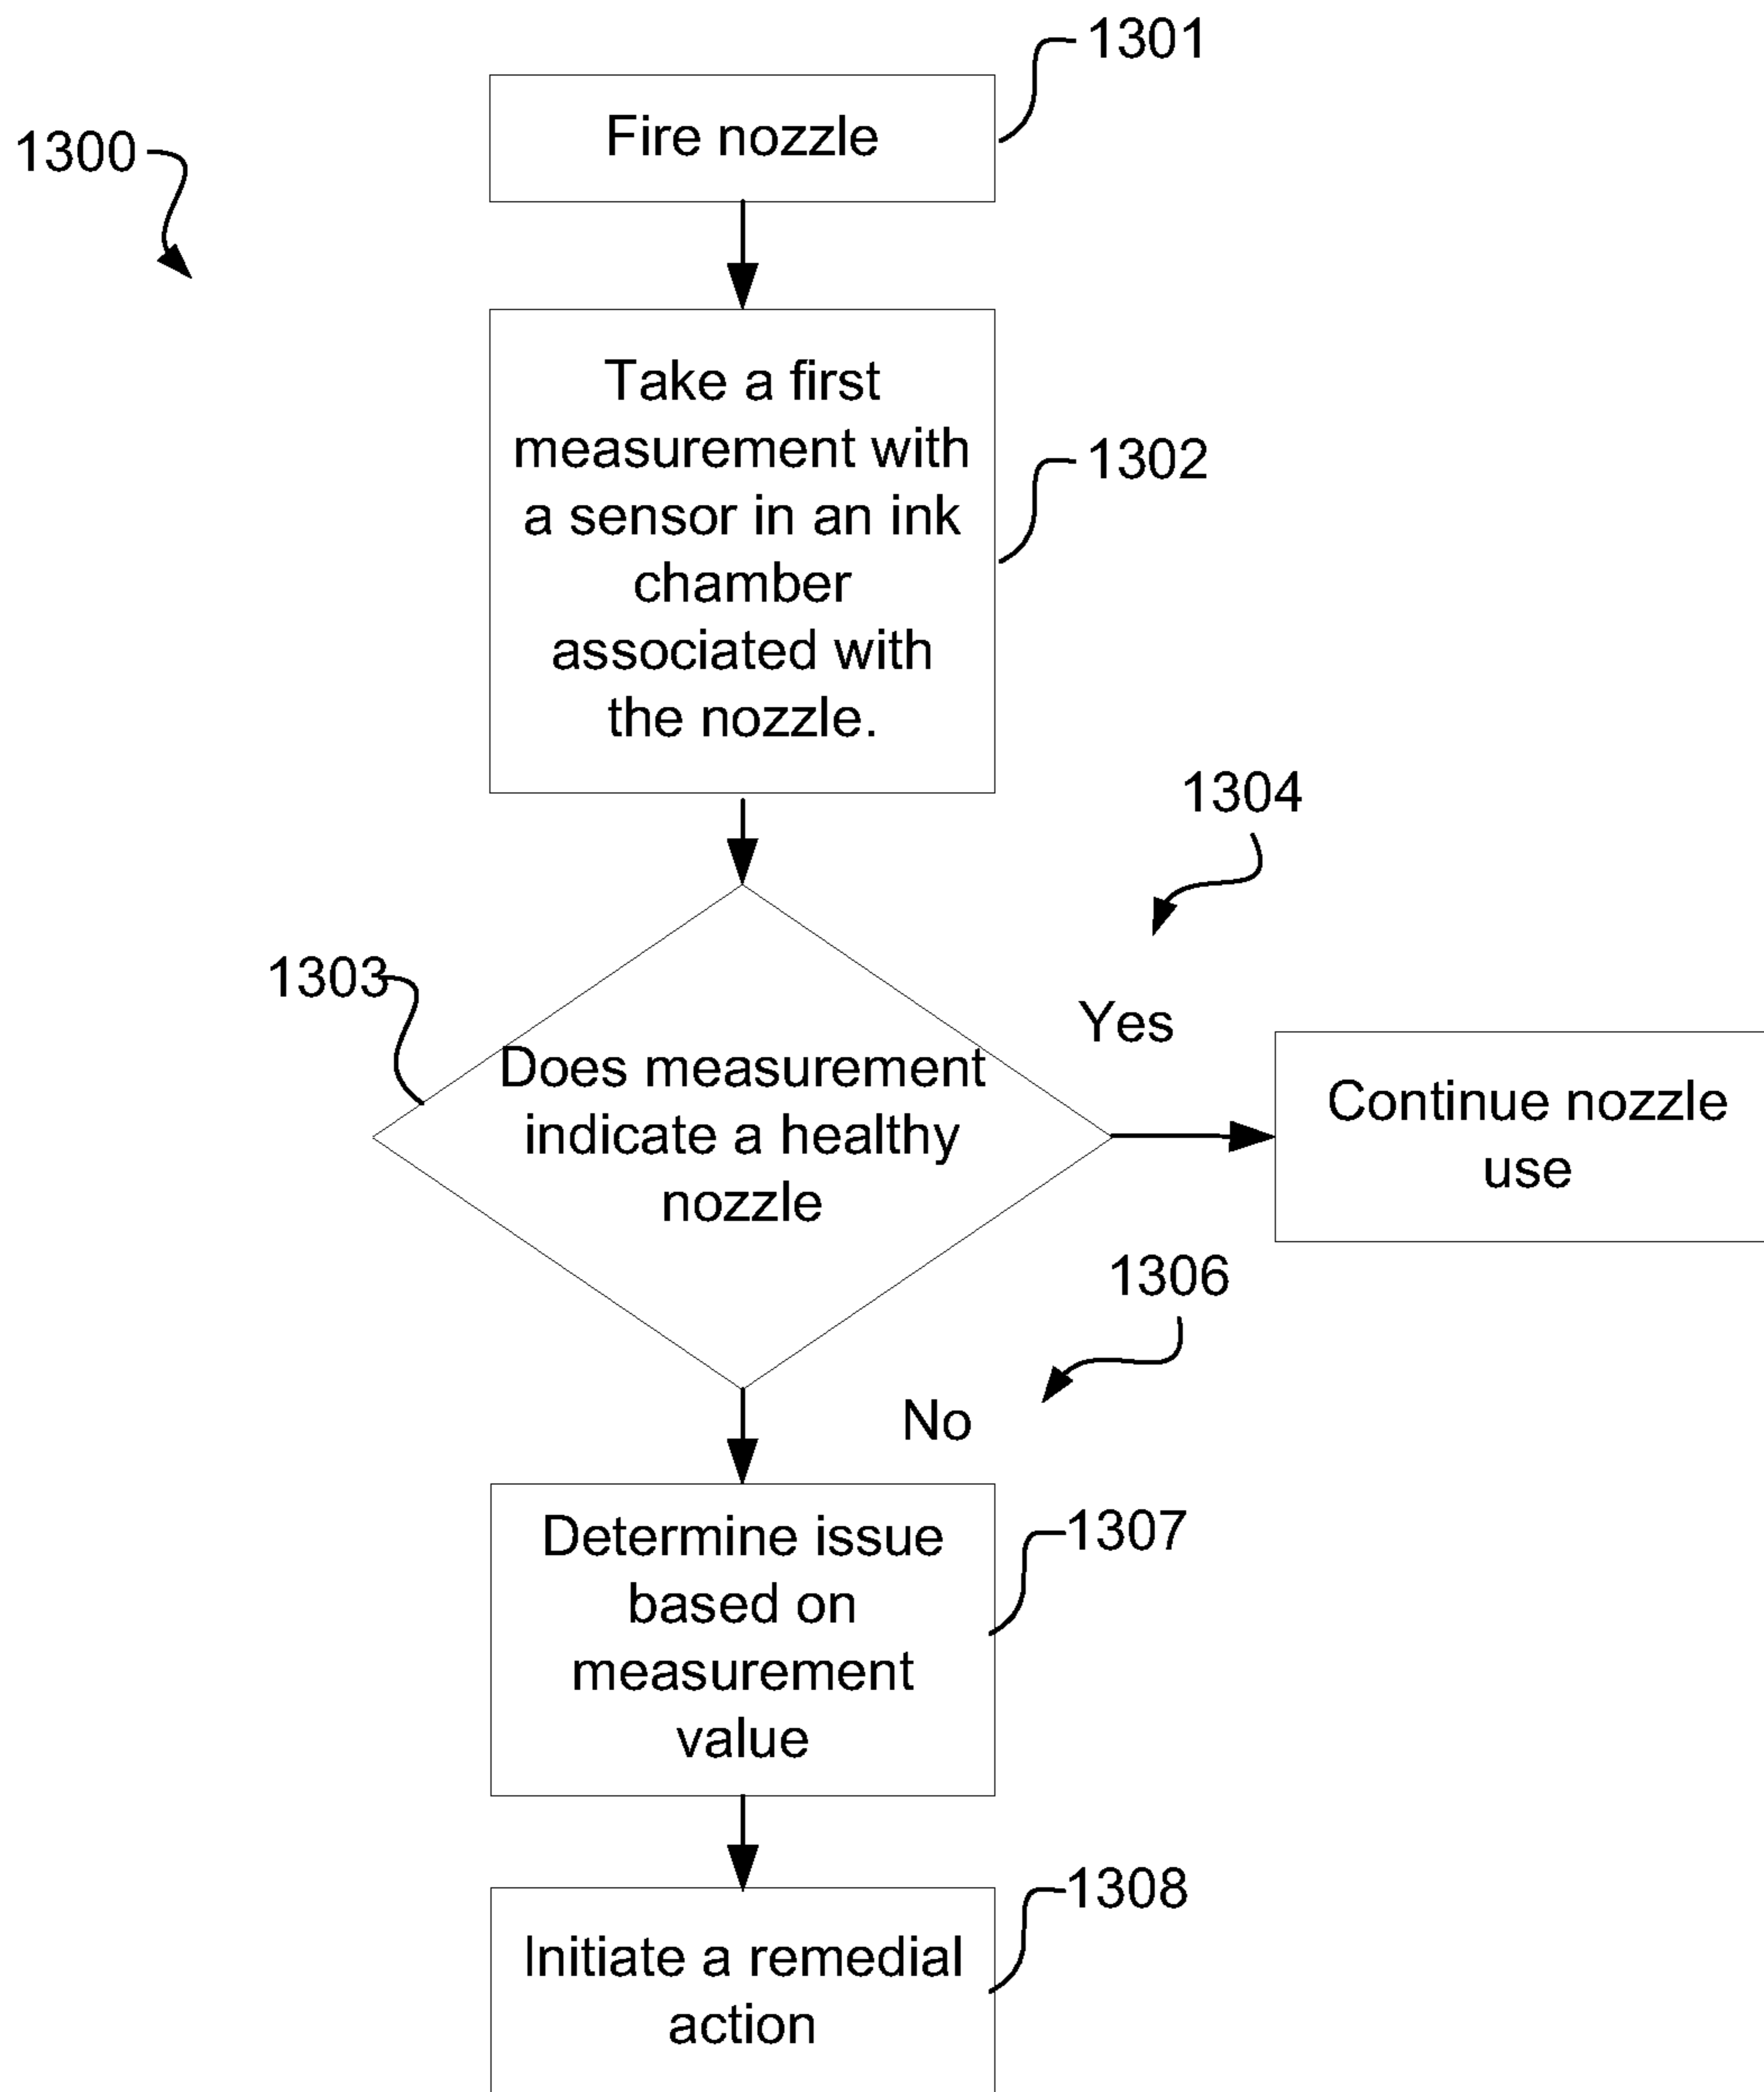 1301
Fire nozzle
1300
Take a first
measurement with
a sensor in an ink
chamber
associated with
the nozzle.
1302
1304
1303
Yes
Does measurement
indicate a healthy
nozzle
Continue nozzle
use
1306
No
Determine issue
based on
measurement
value
1307
1308
Initiate a remedial
action